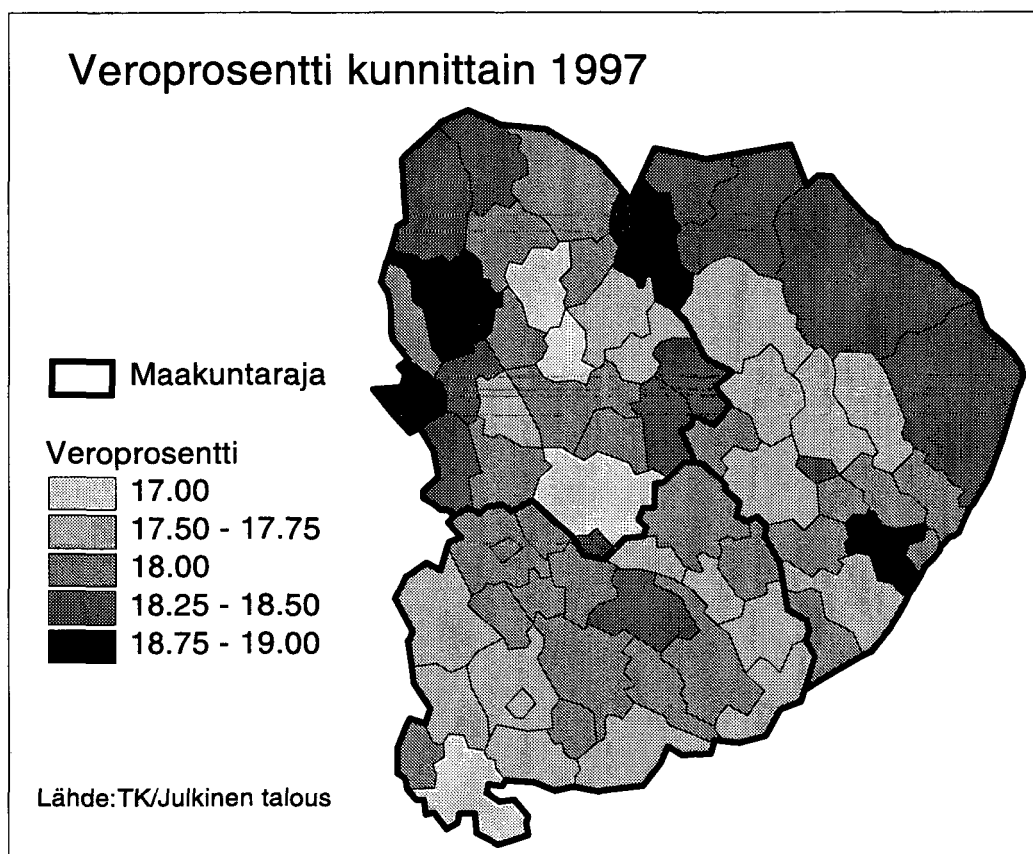 Veroprosentti kunnittain 1997
Maakuntaraja
Veroprosentti
17.00
17.50 - 17.75
18.00
18.25 - 18.50
18.75 - 19.00
Lähde:TK/Julkinen talous